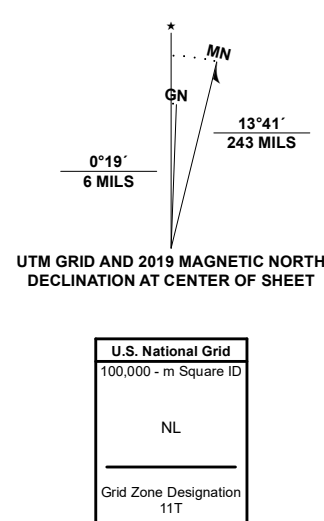 ★
MN
GN
13°41´
243 MILS
0°19´
6 MILS
UTM GRID AND 2019 MAGNETIC NORTH
DECLINATION AT CENTER OF SHEET
U.S. National Grid
100,000 - m Square ID
NL
Grid Zone Designation
11T